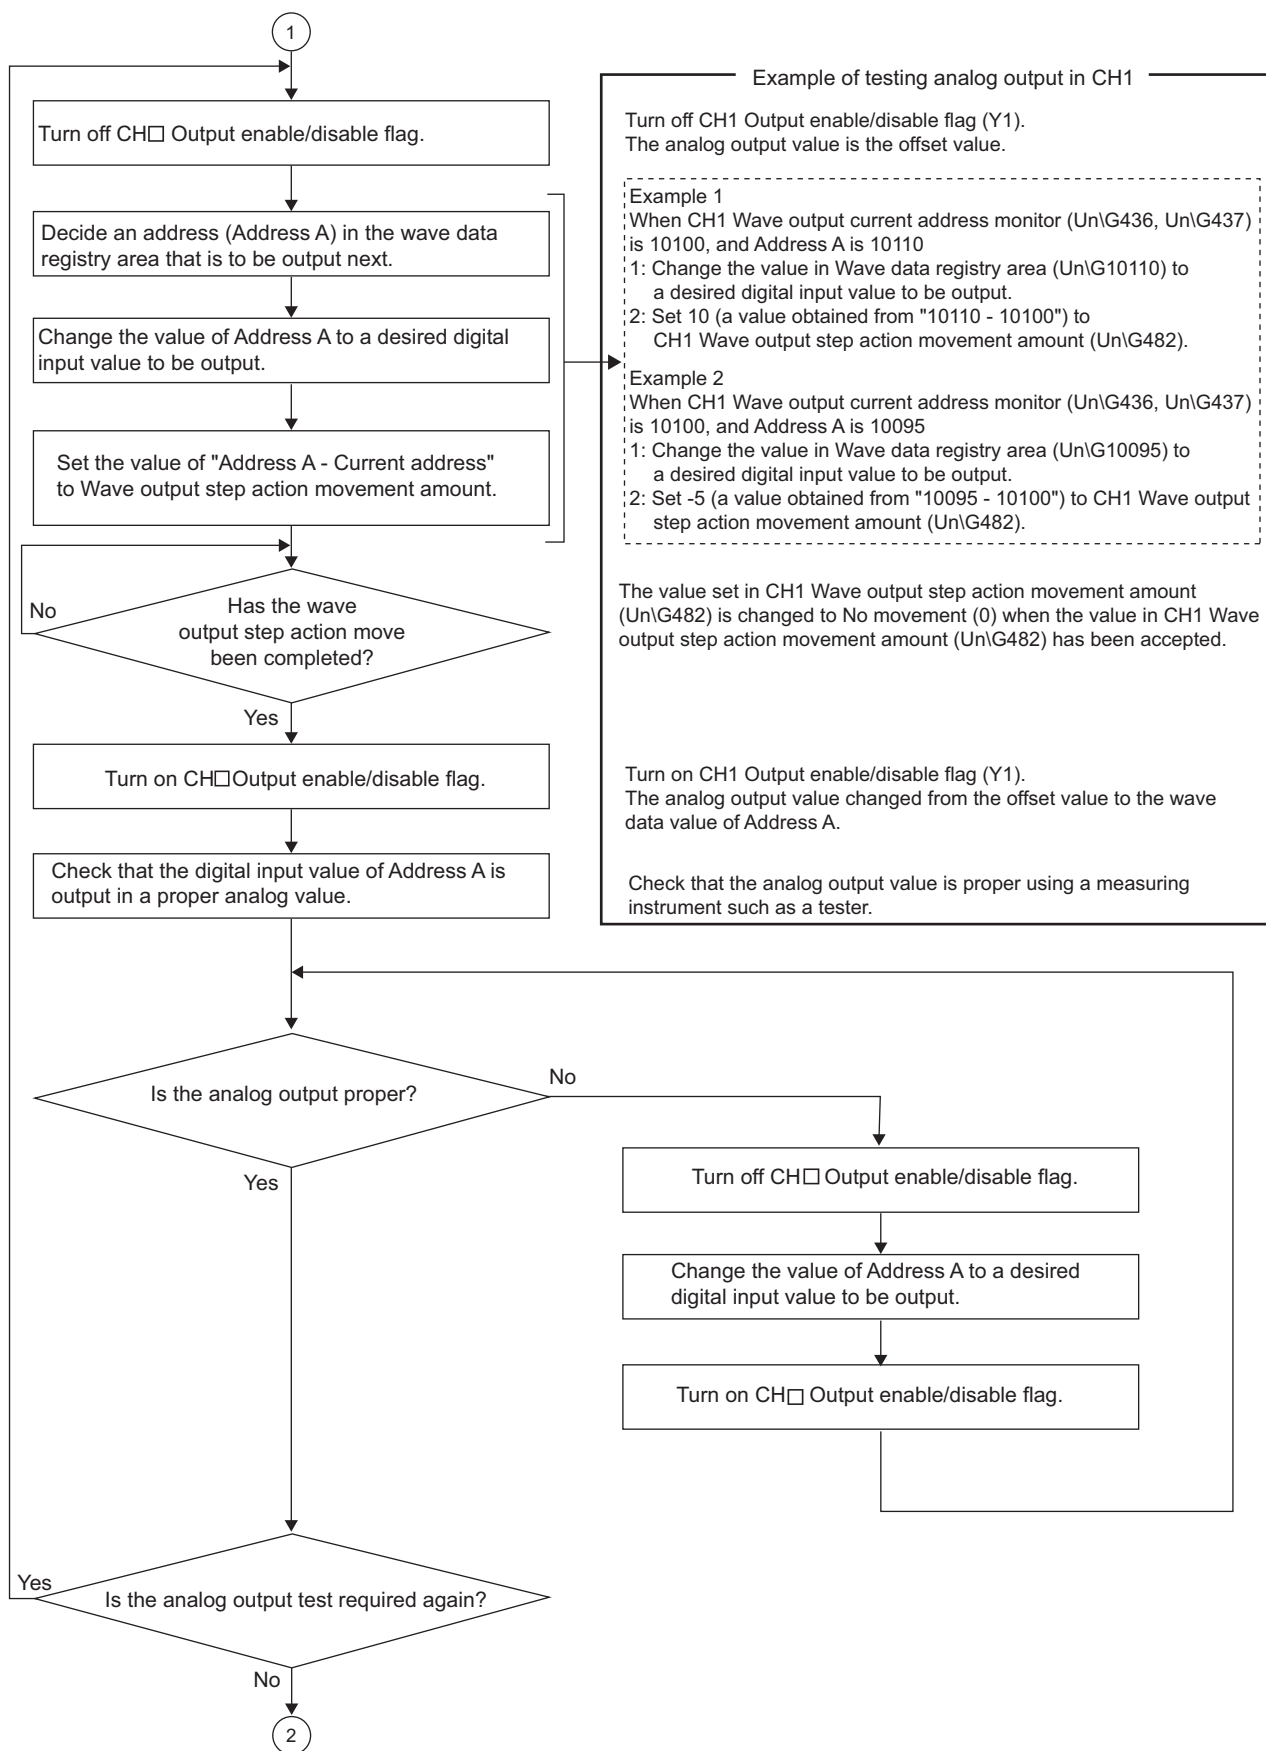 1
Turn off CH□ Output enable/disable flag.
Decide an address (Address A) in the wave data
registry area that is to be output next.
Change the value of Address A to a desired digital
input value to be output.
Set the value of "Address A - Current address"
to Wave output step action movement amount.
No
Has the wave
output step action move
been completed?
Yes
Turn on CH□Output enable/disable flag.
Check that the digital input value of Address A is
output in a proper analog value.
Example of testing analog output in CH1
Turn off CH1 Output enable/disable flag (Y1).
The analog output value is the offset value.
Example 1
When CH1 Wave output current address monitor (Un\G436, Un\G437)
is 10100, and Address A is 10110
1: Change the value in Wave data registry area (Un\G10110) to
a desired digital input value to be output.
2: Set 10 (a value obtained from "10110 - 10100") to
CH1 Wave output step action movement amount (Un\G482).
Example 2
When CH1 Wave output current address monitor (Un\G436, Un\G437)
is 10100, and Address A is 10095
1: Change the value in Wave data registry area (Un\G10095) to
a desired digital input value to be output.
2: Set -5 (a value obtained from "10095 - 10100") to CH1 Wave output
step action movement amount (Un\G482).
The value set in CH1 Wave output step action movement amount
(Un\G482) is changed to No movement (0) when the value in CH1 Wave
output step action movement amount (Un\G482) has been accepted.
Turn on CH1 Output enable/disable flag (Y1).
The analog output value changed from the offset value to the wave
data value of Address A.
Check that the analog output value is proper using a measuring
instrument such as a tester.
Is the analog output proper?
No
Yes
Turn off CH□ Output enable/disable flag.
Change the value of Address A to a desired
digital input value to be output.
Turn on CH□ Output enable/disable flag.
Yes
Is the analog output test required again?
No
2